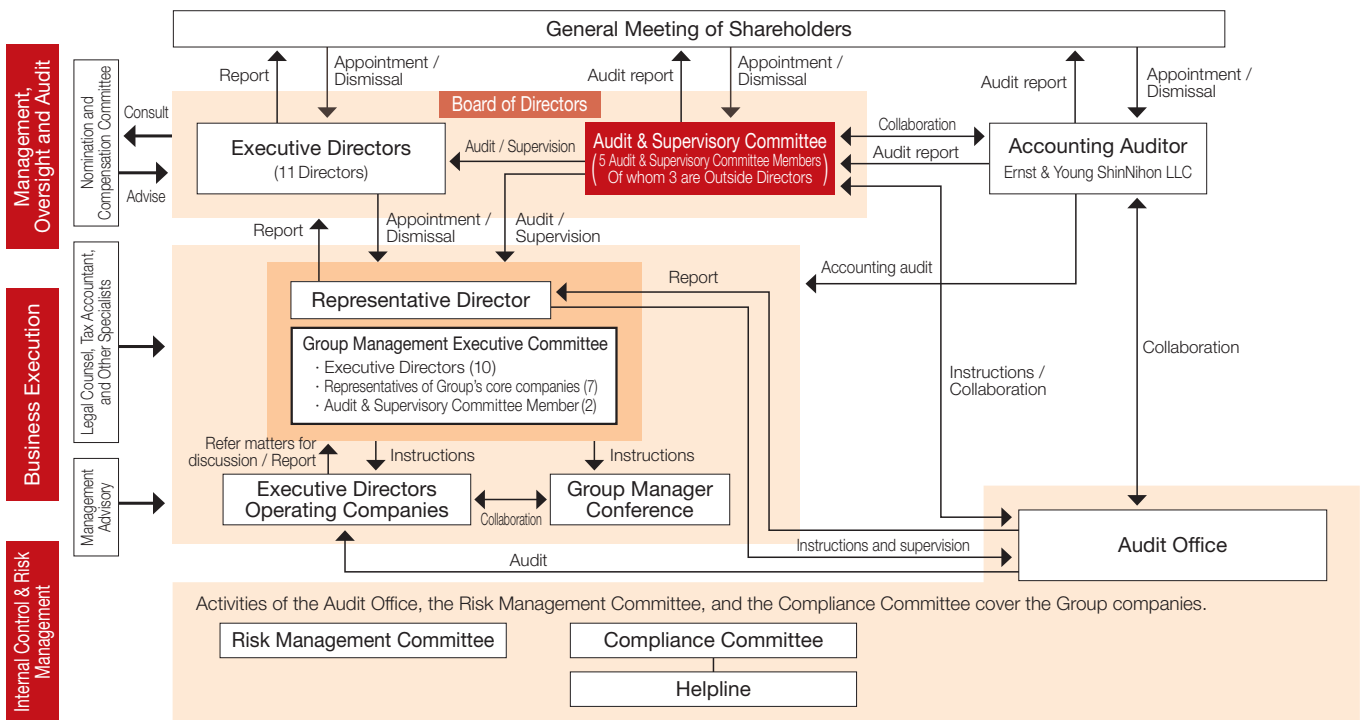 General Meeting of Shareholders
Management,
Oversight and Audit
Nomination and
Compensation Committee
Consult
Advise
Report
Appointment /
Dismissal
Audit report
Appointment /
Dismissal
Audit report
Appointment /
Dismissal
Board of Directors
Executive Directors
(11 Directors)
Audit / Supervision
Audit & Supervisory Committee
(5 Audit & Supervisory Committee Members
Of whom 3 are Outside Directors)
Collaboration
Audit report
Accounting Auditor
Ernst & Young ShinNihon LLC
Report
Appointment /
Dismissal
Audit /
Supervision
Business Execution
Legal Counsel, Tax Accountant,
and Other Specialists
Management
Advisory
Accounting audit
Report
Representative Director
Group Management Executive Committee
· Executive Directors (10)
· Representatives of Group's core companies (7)
· Audit & Supervisory Committee Member (2)
Instructions /
Collaboration
Collaboration
Refer matters for
discussion / Report
Instructions
Instructions
Executive Directors
Operating Companies
Collaboration
Group Manager
Conference
Instructions and supervision
Audit
Audit Office
Internal Control & Risk
Management
Activities of the Audit Office, the Risk Management Committee, and the Compliance Committee cover the Group companies.
Risk Management Committee
Compliance Committee
Helpline